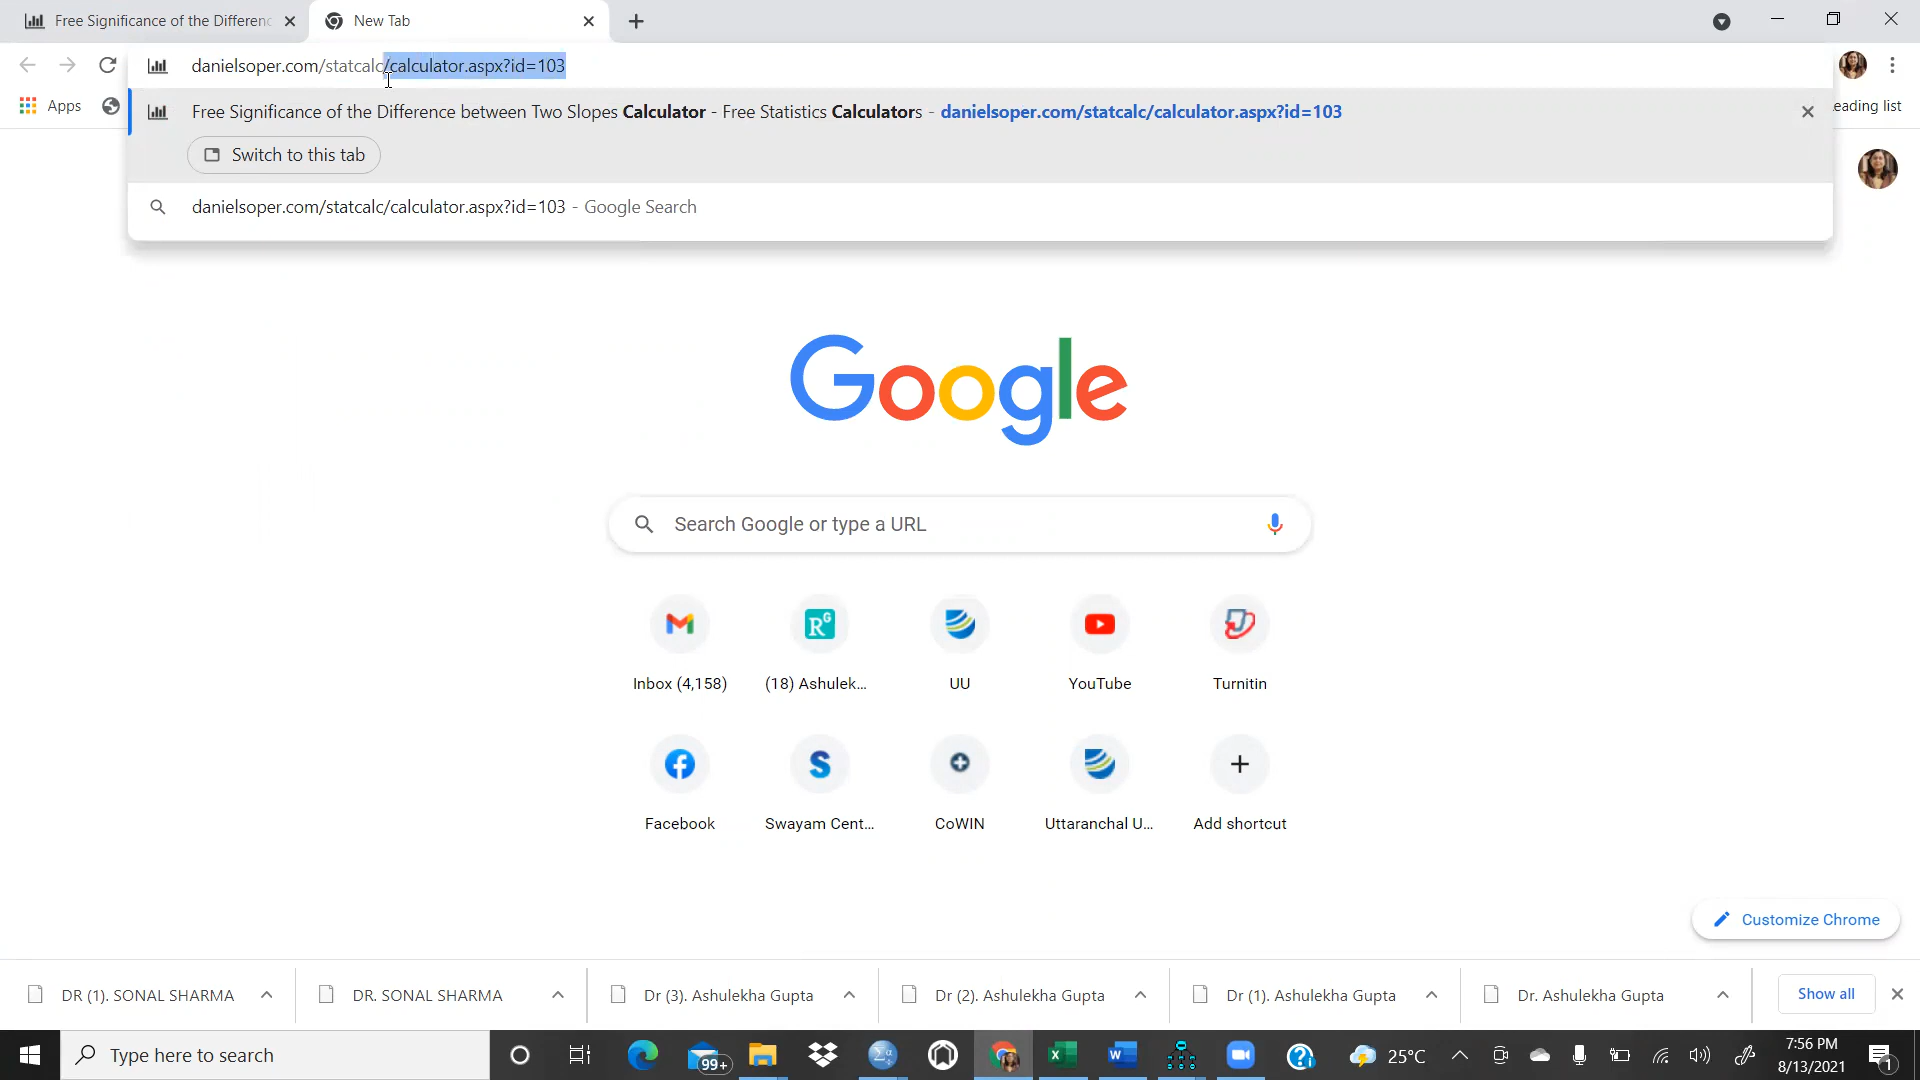 Free Significance of the Differenc
New Tab
danielsoper.com/statcalc/calculator.aspx?id=103
Apps
eading list
Free Significance of the Difference between Two Slopes Calculator - Free Statistics Calculators - danielsoper.com/statcalc/calculator.aspx?id=103
Switch to this tab
danielsoper.com/statcalc/calculator.aspx?id=103 - Google Search
Google
Search Google or type a URL
Inbox (4,158)
(18) Ashulek...
UU
YouTube
Turnitin
Facebook
Swayam Cent...
CoWIN
Uttaranchal U...
Add shortcut
Customize Chrome
DR (1). SONAL SHARMA
DR. SONAL SHARMA
Dr (3). Ashulekha Gupta
Dr (2). Ashulekha Gupta
Dr (1). Ashulekha Gupta
Dr. Ashulekha Gupta
Show all
Type here to search
99+
25°C
7:56 PM
8/13/2021
1